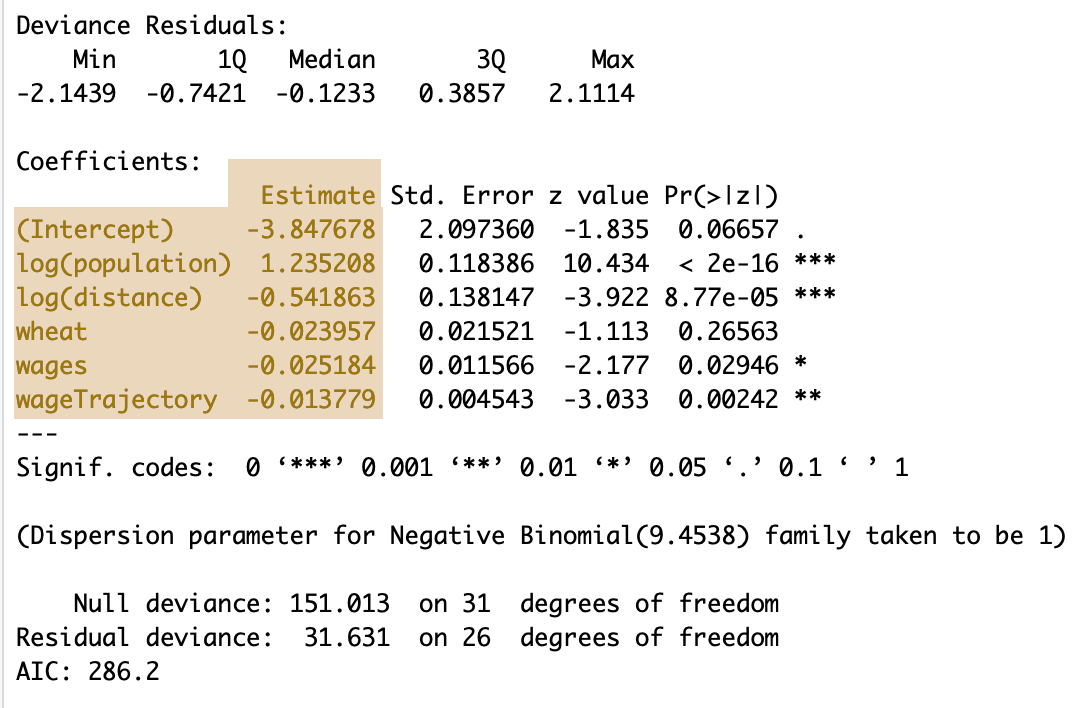 Deviance Residuals:
    Min       1Q   Median       3Q      Max
-2.1439  -0.7421  -0.1233   0.3857   2.1114

Coefficients:
                 Estimate Std. Error z value Pr(>|z|)
(Intercept)     -3.847678   2.097360  -1.835  0.06657 .
log(population)  1.235208   0.118386  10.434  < 2e-16 ***
log(distance)   -0.541863   0.138147  -3.922 8.77e-05 ***
wheat           -0.023957   0.021521  -1.113  0.26563
wages           -0.025184   0.011566  -2.177  0.02946 *
wageTrajectory  -0.013779   0.004543  -3.033  0.00242 **
---
Signif. codes:  0 ‘***’ 0.001 ‘**’ 0.01 ‘*’ 0.05 ‘.’ 0.1 ‘ ’ 1

(Dispersion parameter for Negative Binomial(9.4538) family taken to be 1)

    Null deviance: 151.013  on 31  degrees of freedom
Residual deviance:  31.631  on 26  degrees of freedom
AIC: 286.2